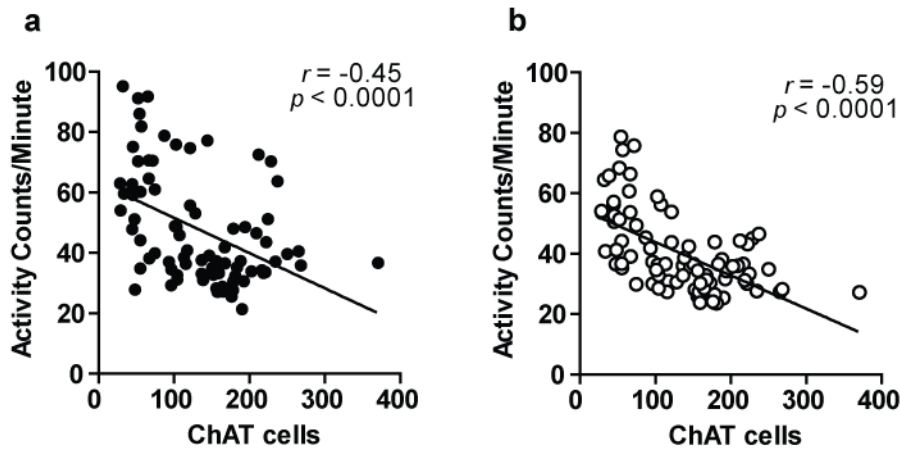 a
r = -0.45
p < 0.0001
Activity Counts/Minute
100
80
60
40
20
0
0 100 200 300 400
ChAT cells
b
r = -0.59
p < 0.0001
Activity Counts/Minute
100
80
60
40
20
0
0 100 200 300 400
ChAT cells